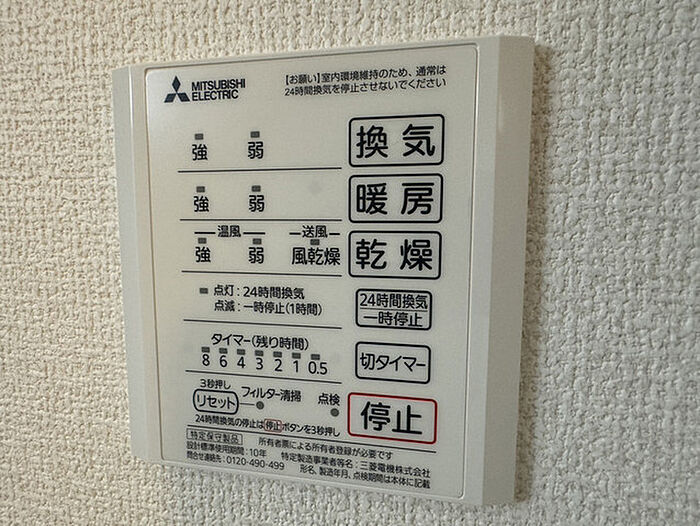 MITSUBISHI
ELECTRIC
【お願い】室内環境維持のため、通常は
24時間換気を停止させないでください
強 弱 換気
強 弱 暖房
温風 送風
強 弱 風乾燥 乾燥
点灯:24時間換気
点滅:一時停止(1時間)
24時間換気
一時停止
タイマー(残り時間)
8 6 4 3 2 1 0.5
切タイマー
3秒押し
リセット フィルター清掃 点検
停止
24時間換気の停止は停止ボタンを3秒押し
特定保守製品 所有者票による所有者登録が必要です
設計標準使用期間:10年 特定製造事業者等名:三菱電機株式会社
問合せ連絡先:0120-490-499 形名、製造年月、点検期間は本体に記載